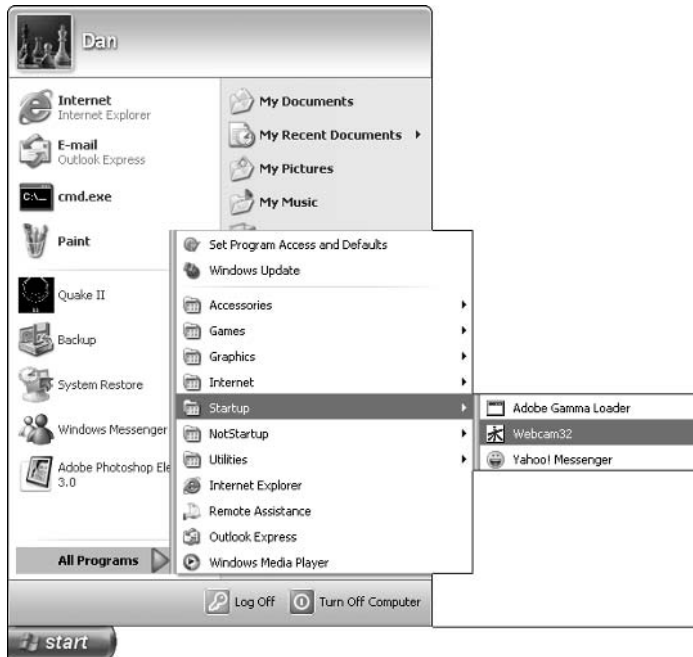 Dan
Internet
Internet Explorer
E-mail
Outlook Express
C:\_ cmd.exe
Paint
Quake II
Backup
System Restore
Windows Messenger
Adobe Photoshop Ele
3.0
All Programs
My Documents
My Recent Documents
My Pictures
My Music
Set Program Access and Defaults
Windows Update
Accessories
Games
Graphics
Internet
Startup
NotStartup
Utilities
Internet Explorer
Remote Assistance
Outlook Express
Windows Media Player
Adobe Gamma Loader
Webcam32
Yahoo! Messenger
Log Off
Turn Off Computer
start